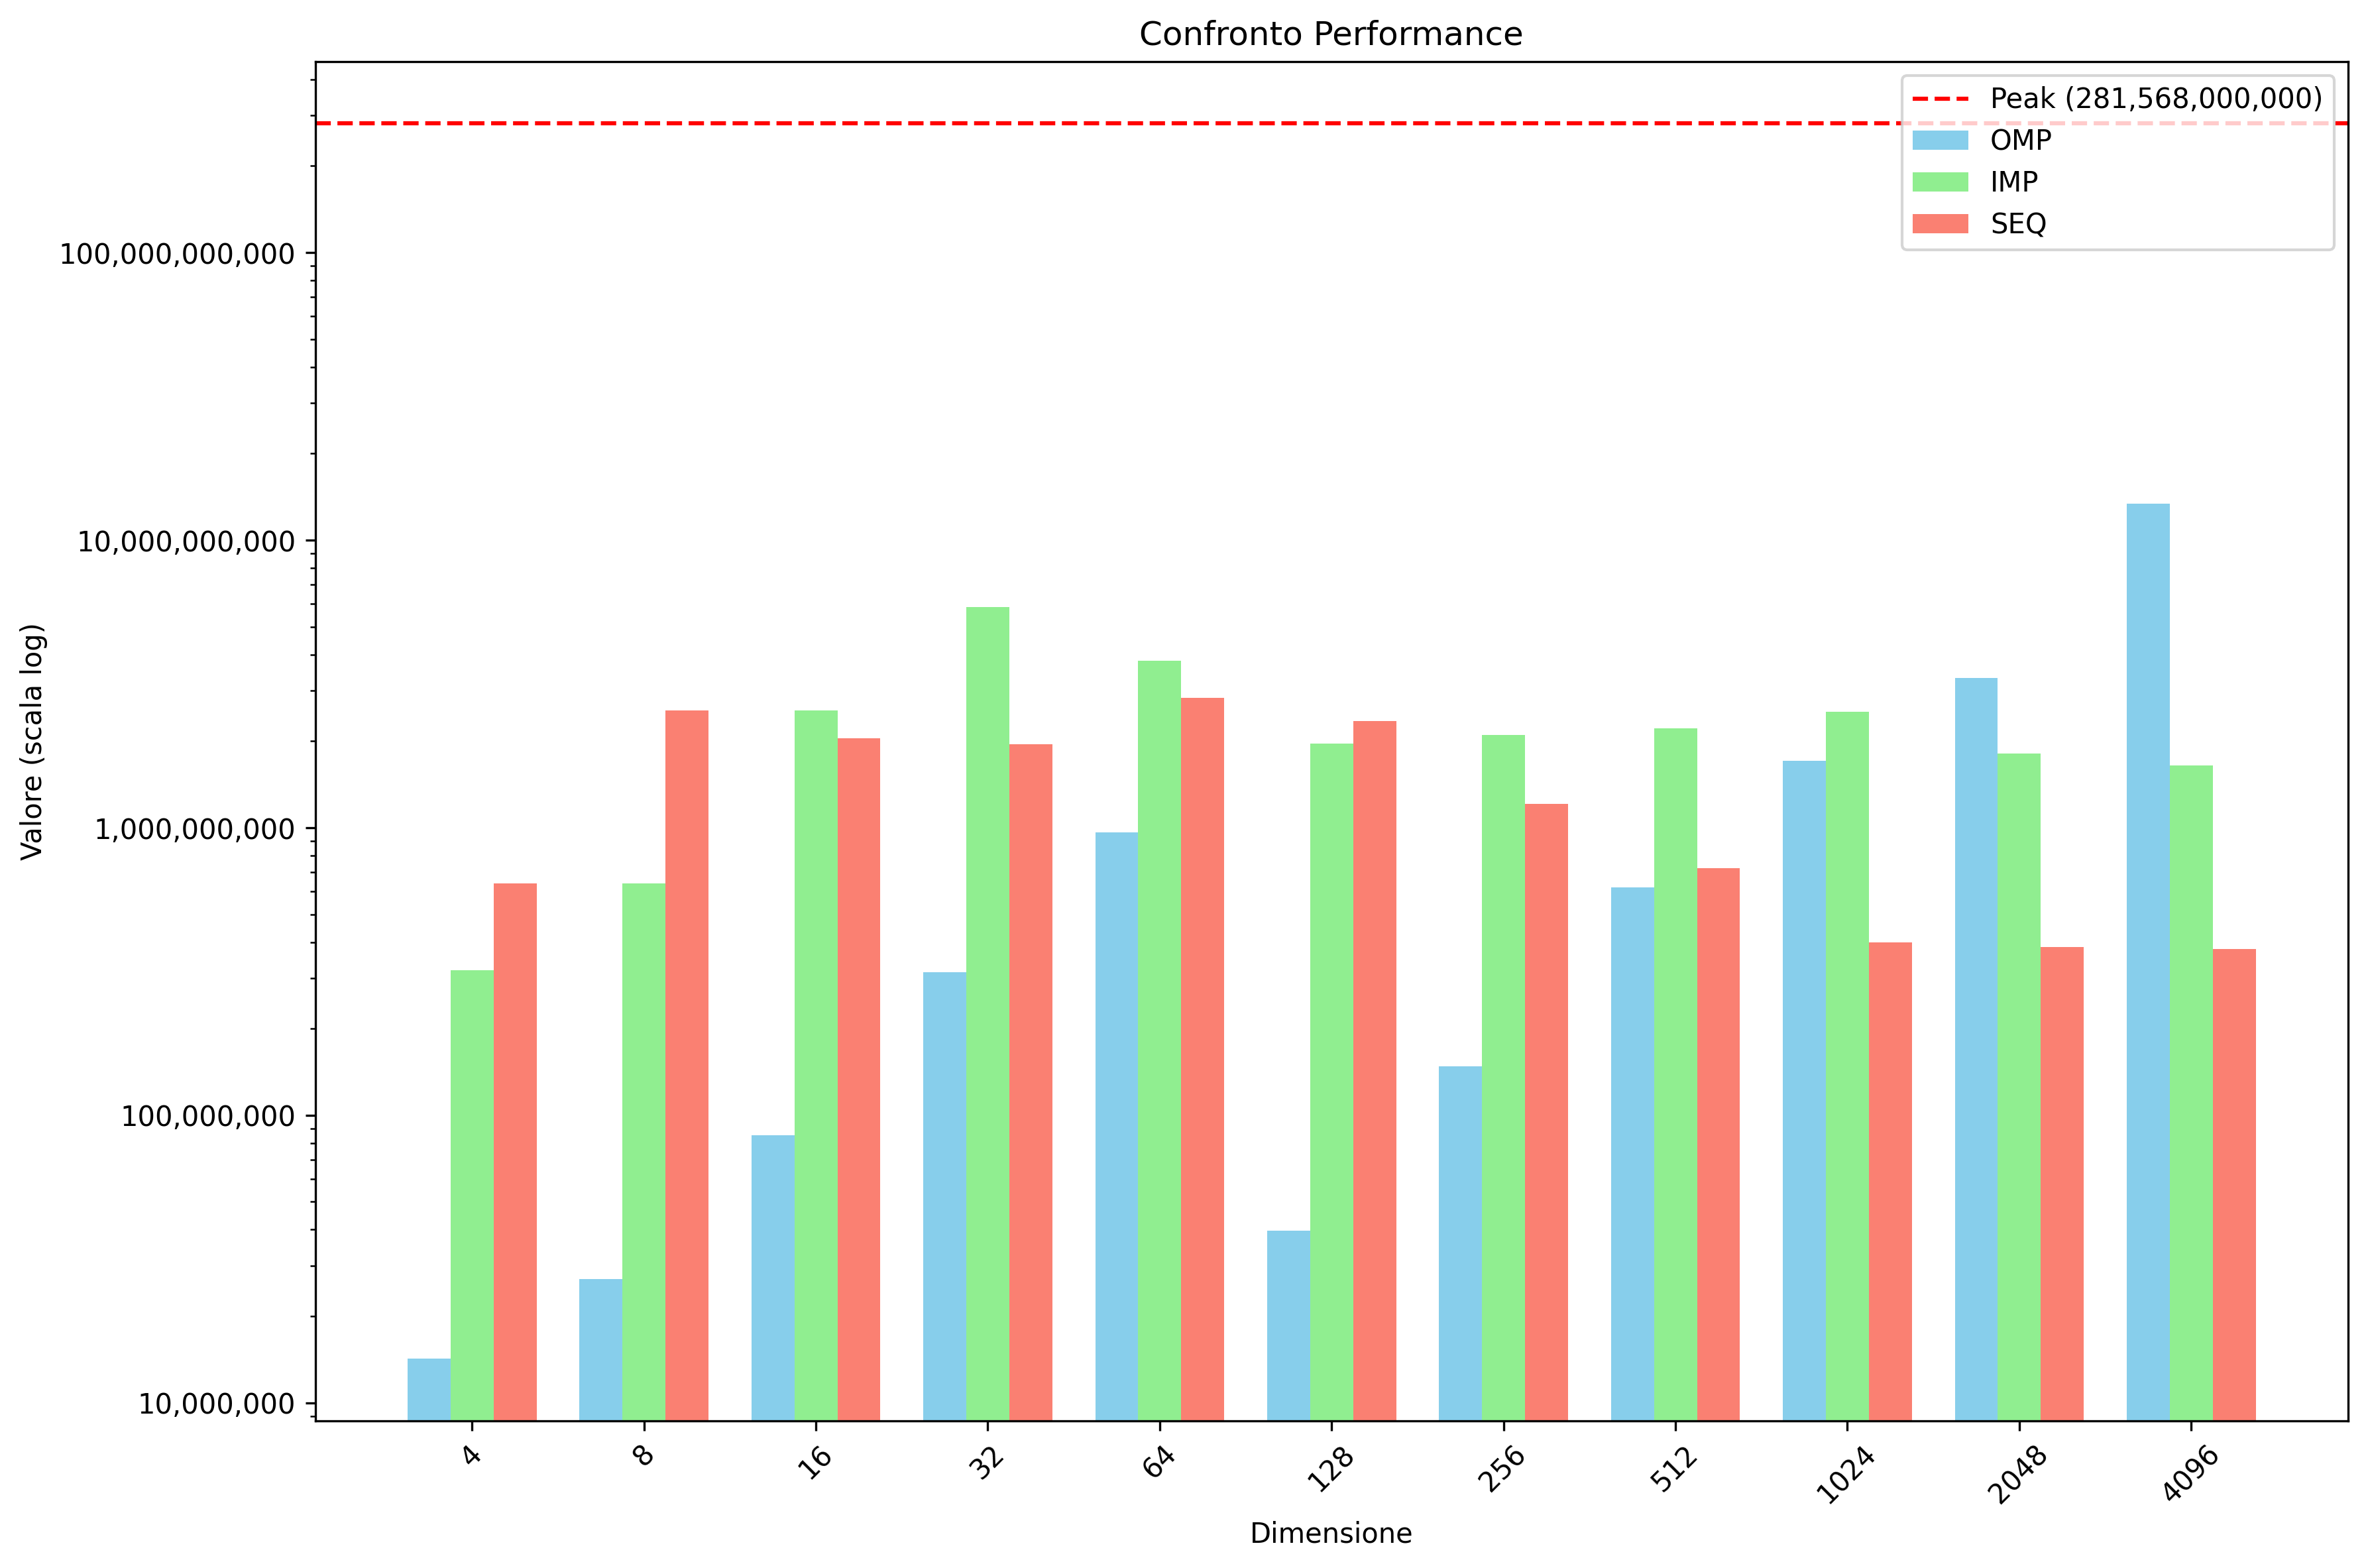 Confronto Performance
Peak (281,568,000,000)
OMP
IMP
SEQ
Valore (scala log)
100,000,000,000
10,000,000,000
1,000,000,000
100,000,000
10,000,000
4
8
16
32
64
128
256
512
1024
2048
4096
Dimensione